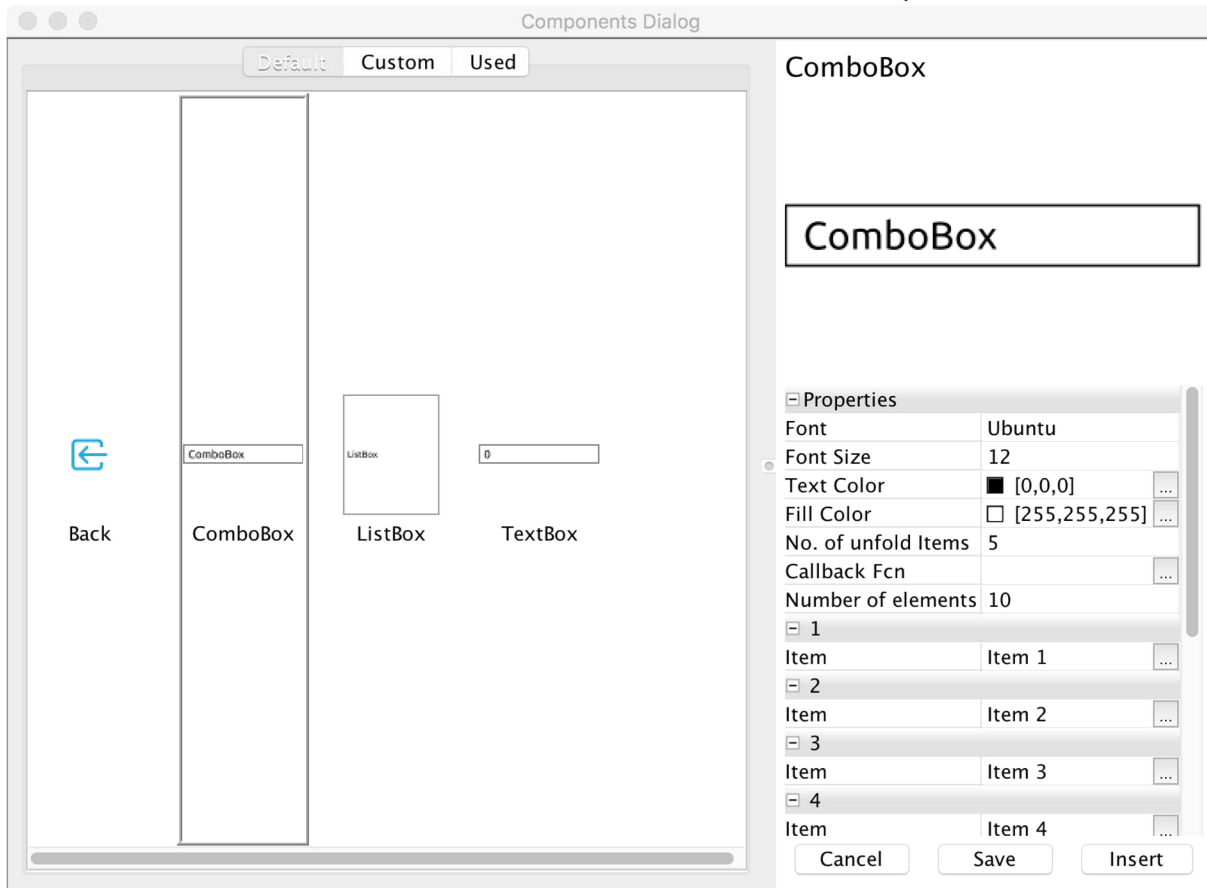 Components Dialog
Default Custom Used
ComboBox
ListBox
0
Back
ComboBox
ListBox
TextBox
ComboBox
ComboBox
Properties
Font Ubuntu
Font Size 12
Text Color [0,0,0] ...
Fill Color [255,255,255] ...
No. of unfold Items 5
Callback Fcn ...
Number of elements 10
1
Item Item 1 ...
2
Item Item 2 ...
3
Item Item 3 ...
4
Item Item 4 ...
Cancel Save Insert